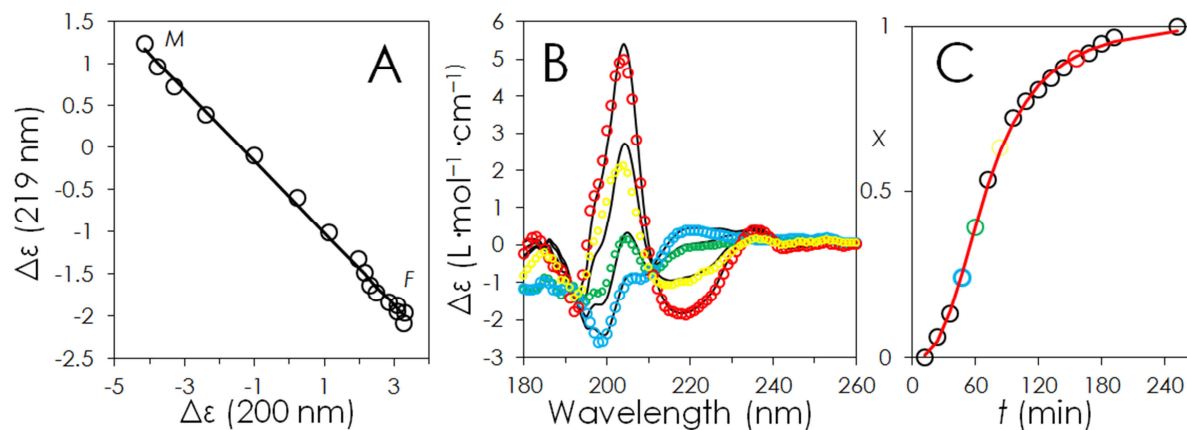 A
M
F
1.5
1
0.5
0
-0.5
-1
-1.5
-2
-2.5
-5 -3 -1 1 3
Δε (219 nm)
Δε (200 nm)
B
6
5
4
3
2
1
0
-1
-2
-3
180 200 220 240 260
Δε (L·mol⁻¹·cm⁻¹)
Wavelength (nm)
C
1
0.5
0
0 60 120 180 240
X
t (min)